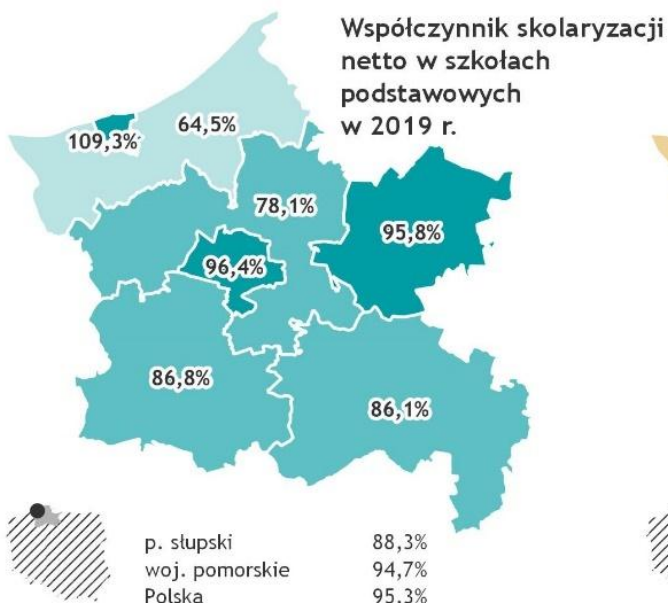 Współczynnik skolaryzacji
netto w szkołach
podstawowych
w 2019 r.
64,5%
109,3%
78,1%
95,8%
96,4%
86,8%
86,1%
p. słupski 88,3%
woj. pomorskie 94,7%
Polska 95,3%